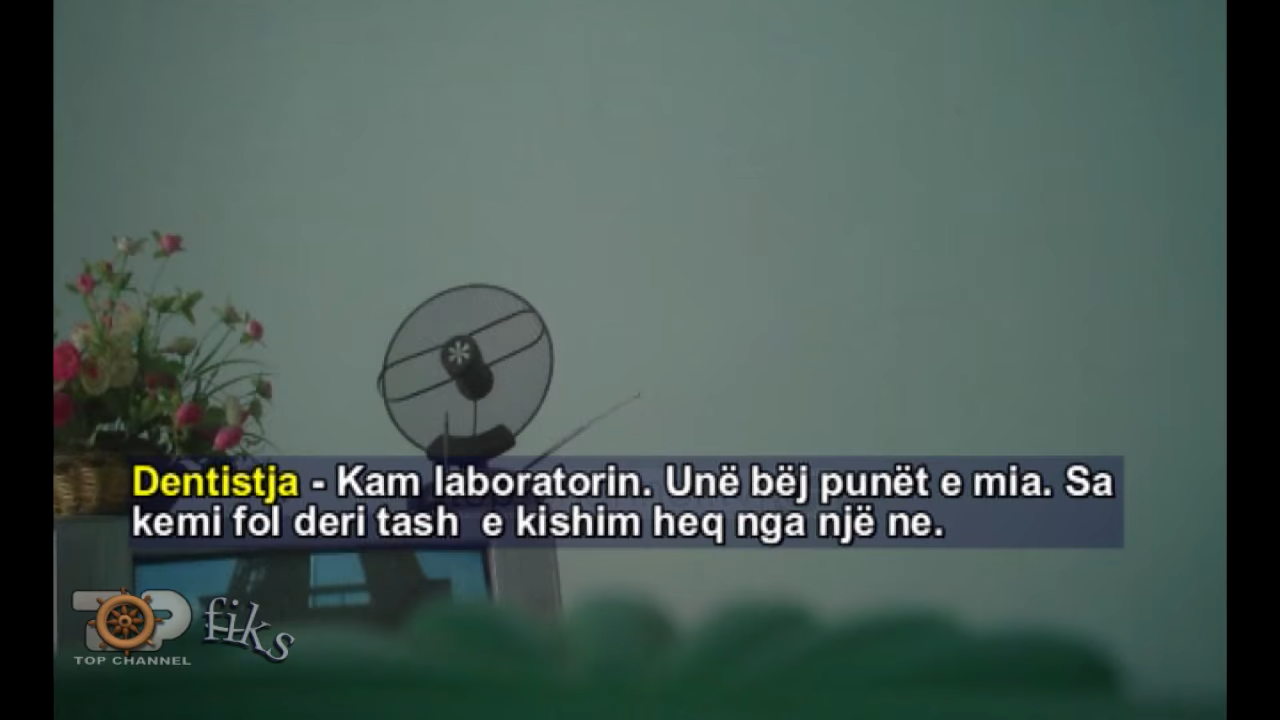 Dentistja - Kam laboratorin. Unë bëj punët e mia. Sa
kemi fol deri tash e kishim heq nga një ne.
TOP fiks
TOP CHANNEL